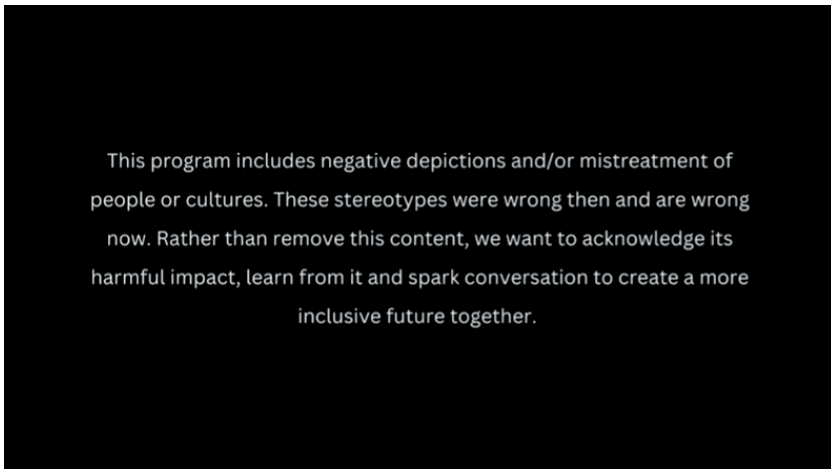 This program includes negative depictions and/or mistreatment of
people or cultures. These stereotypes were wrong then and are wrong
now. Rather than remove this content, we want to acknowledge its
harmful impact, learn from it and spark conversation to create a more
inclusive future together.